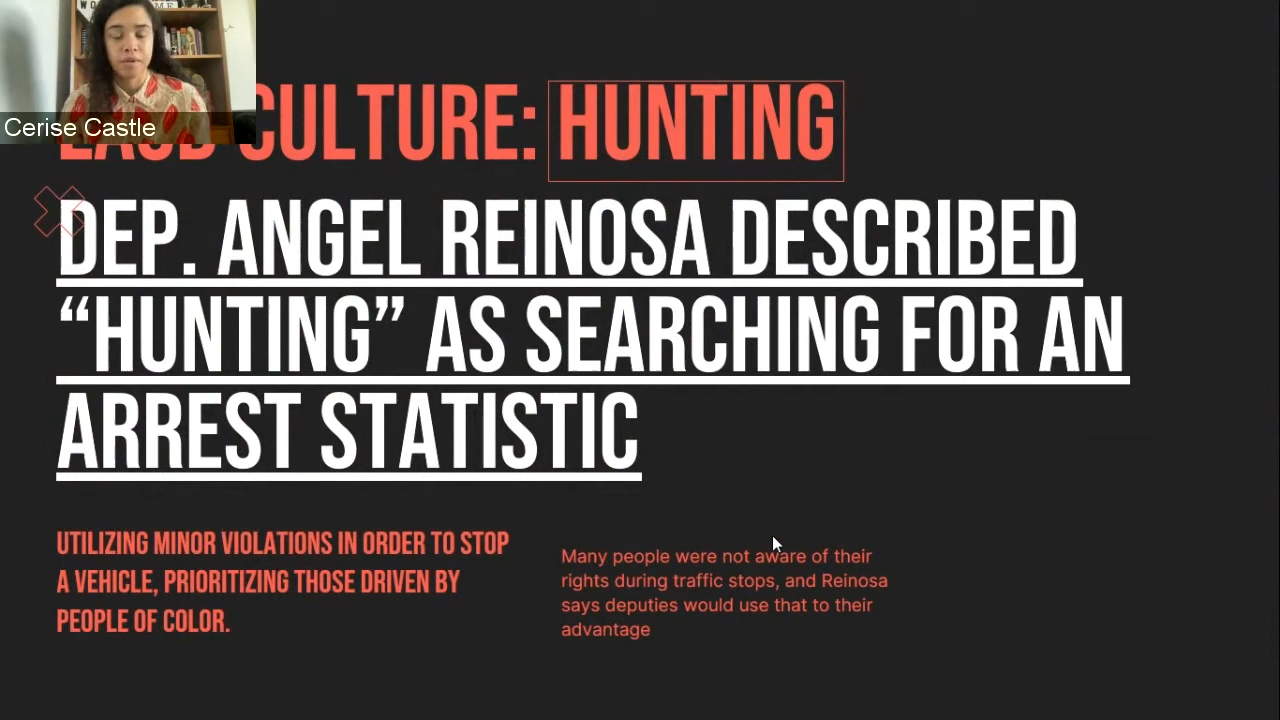 Cerise Castle
LASD CULTURE: HUNTING
DEP. ANGEL REINOSA DESCRIBED
“HUNTING” AS SEARCHING FOR AN
ARREST STATISTIC
UTILIZING MINOR VIOLATIONS IN ORDER TO STOP
A VEHICLE, PRIORITIZING THOSE DRIVEN BY
PEOPLE OF COLOR.
Many people were not aware of their
rights during traffic stops, and Reinosa
says deputies would use that to their
advantage